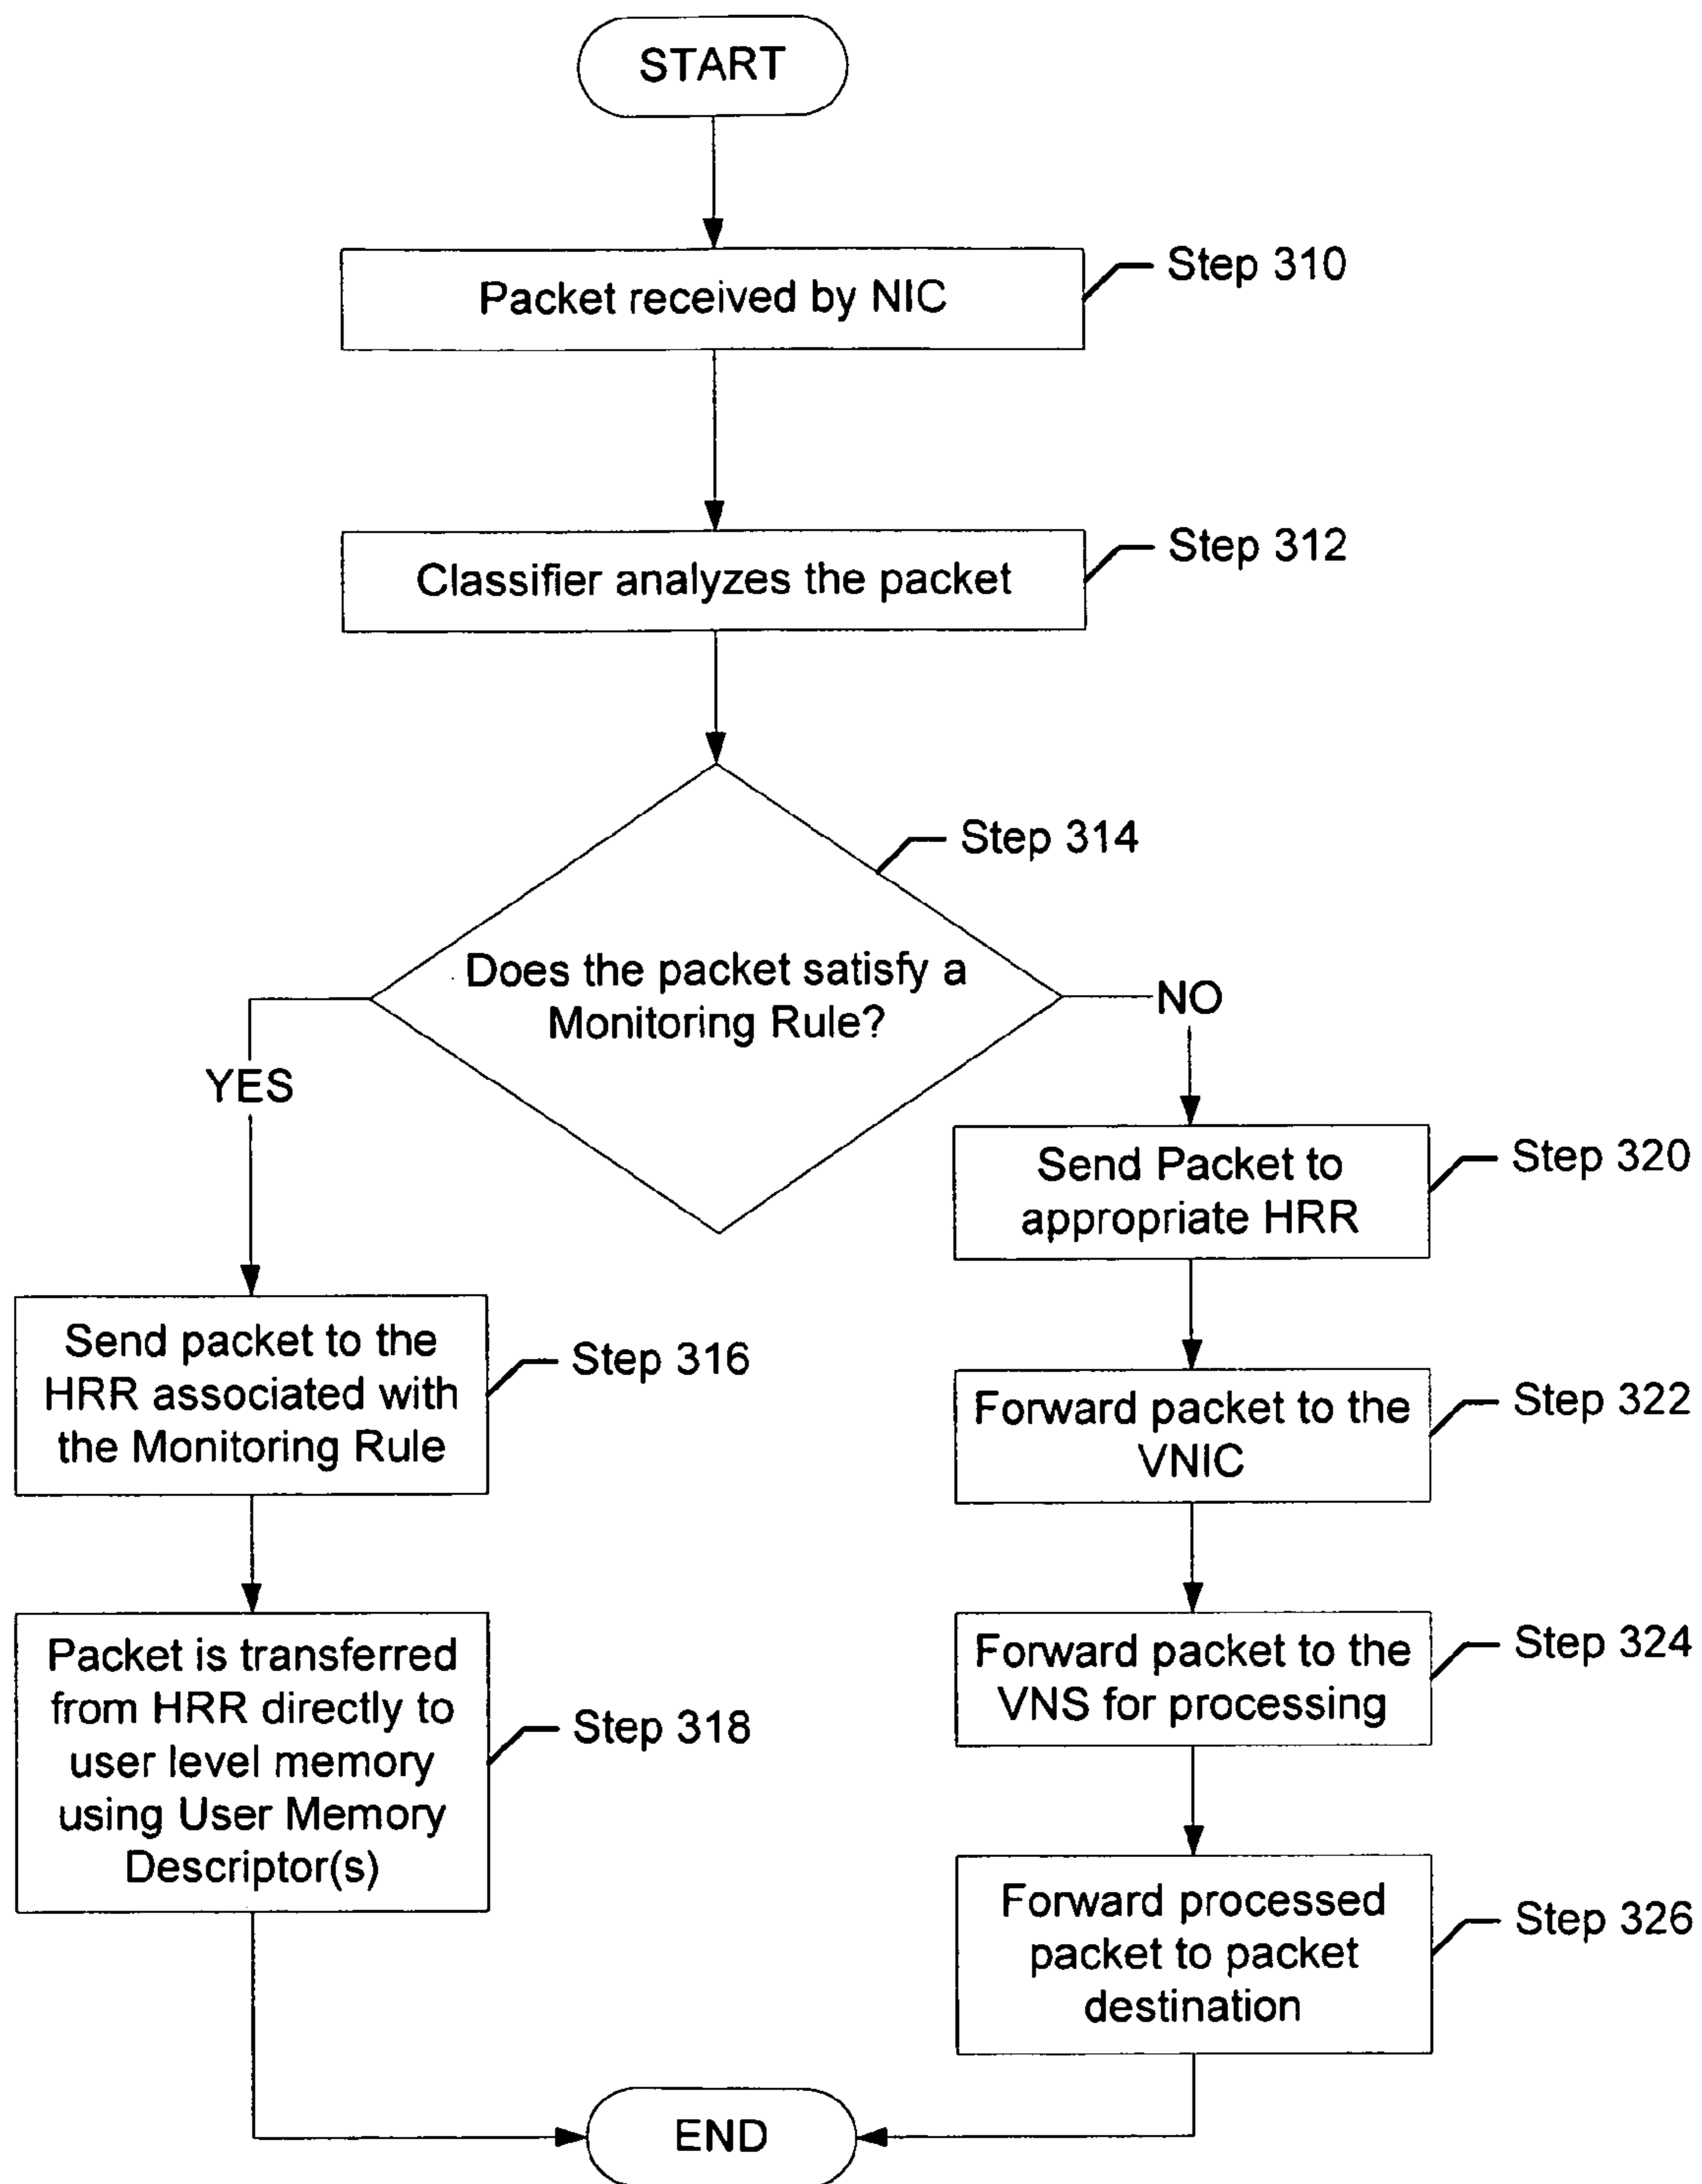 START
Packet received by NIC
Step 310
Classifier analyzes the packet
Step 312
Step 314
Does the packet satisfy a
Monitoring Rule?
YES
NO
Send packet to the
HRR associated with
the Monitoring Rule
Step 316
Packet is transferred
from HRR directly to
user level memory
using User Memory
Descriptor(s)
Step 318
Send Packet to
appropriate HRR
Step 320
Forward packet to the
VNIC
Step 322
Forward packet to the
VNS for processing
Step 324
Forward processed
packet to packet
destination
Step 326
END